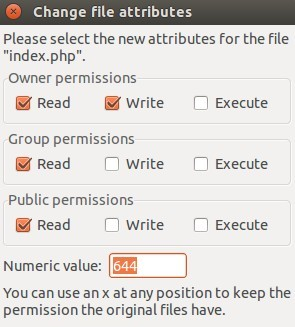 Change file attributes
Please select the new attributes for the file
"index.php".
Owner permissions
Read Write Execute
Group permissions
Read Write Execute
Public permissions
Read Write Execute
Numeric value: 644
You can use an x at any position to keep the
permission the original files have.